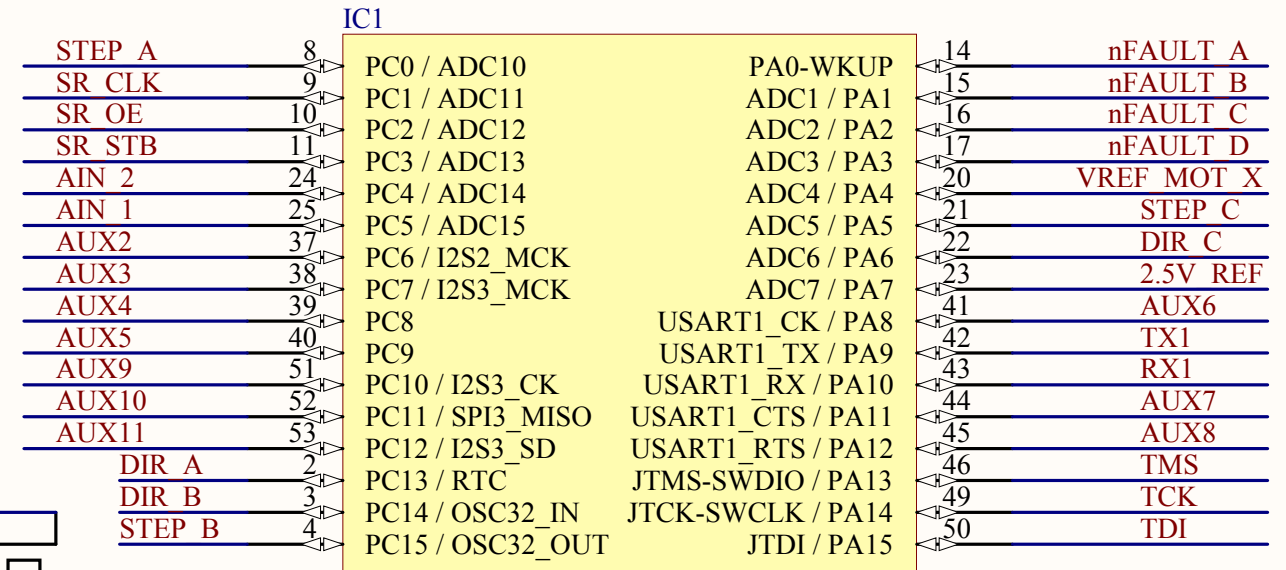 IC1
STEP_A 8 PC0 / ADC10 PA0-WKUP 14 nFAULT_A
SR_CLK 9 PC1 / ADC11 ADC1 / PA1 15 nFAULT_B
SR_OE 10 PC2 / ADC12 ADC2 / PA2 16 nFAULT_C
SR_STB 11 PC3 / ADC13 ADC3 / PA3 17 nFAULT_D
AIN_2 24 PC4 / ADC14 ADC4 / PA4 20 VREF_MOT_X
AIN_1 25 PC5 / ADC15 ADC5 / PA5 21 STEP_C
AUX2 37 PC6 / I2S2_MCK ADC6 / PA6 22 DIR_C
AUX3 38 PC7 / I2S3_MCK ADC7 / PA7 23 2.5V_REF
AUX4 39 PC8 USART1_CK / PA8 41 AUX6
AUX5 40 PC9 USART1_TX / PA9 42 TX1
AUX9 51 PC10 / I2S3_CK USART1_RX / PA10 43 RX1
AUX10 52 PC11 / SPI3_MISO USART1_CTS / PA11 44 AUX7
AUX11 53 PC12 / I2S3_SD USART1_RTS / PA12 45 AUX8
DIR_A 2 PC13 / RTC JTMS-SWDIO / PA13 46 TMS
DIR_B 3 PC14 / OSC32_IN JTCK-SWCLK / PA14 49 TCK
STEP_B 4 PC15 / OSC32_OUT JTDI / PA15 50 TDI